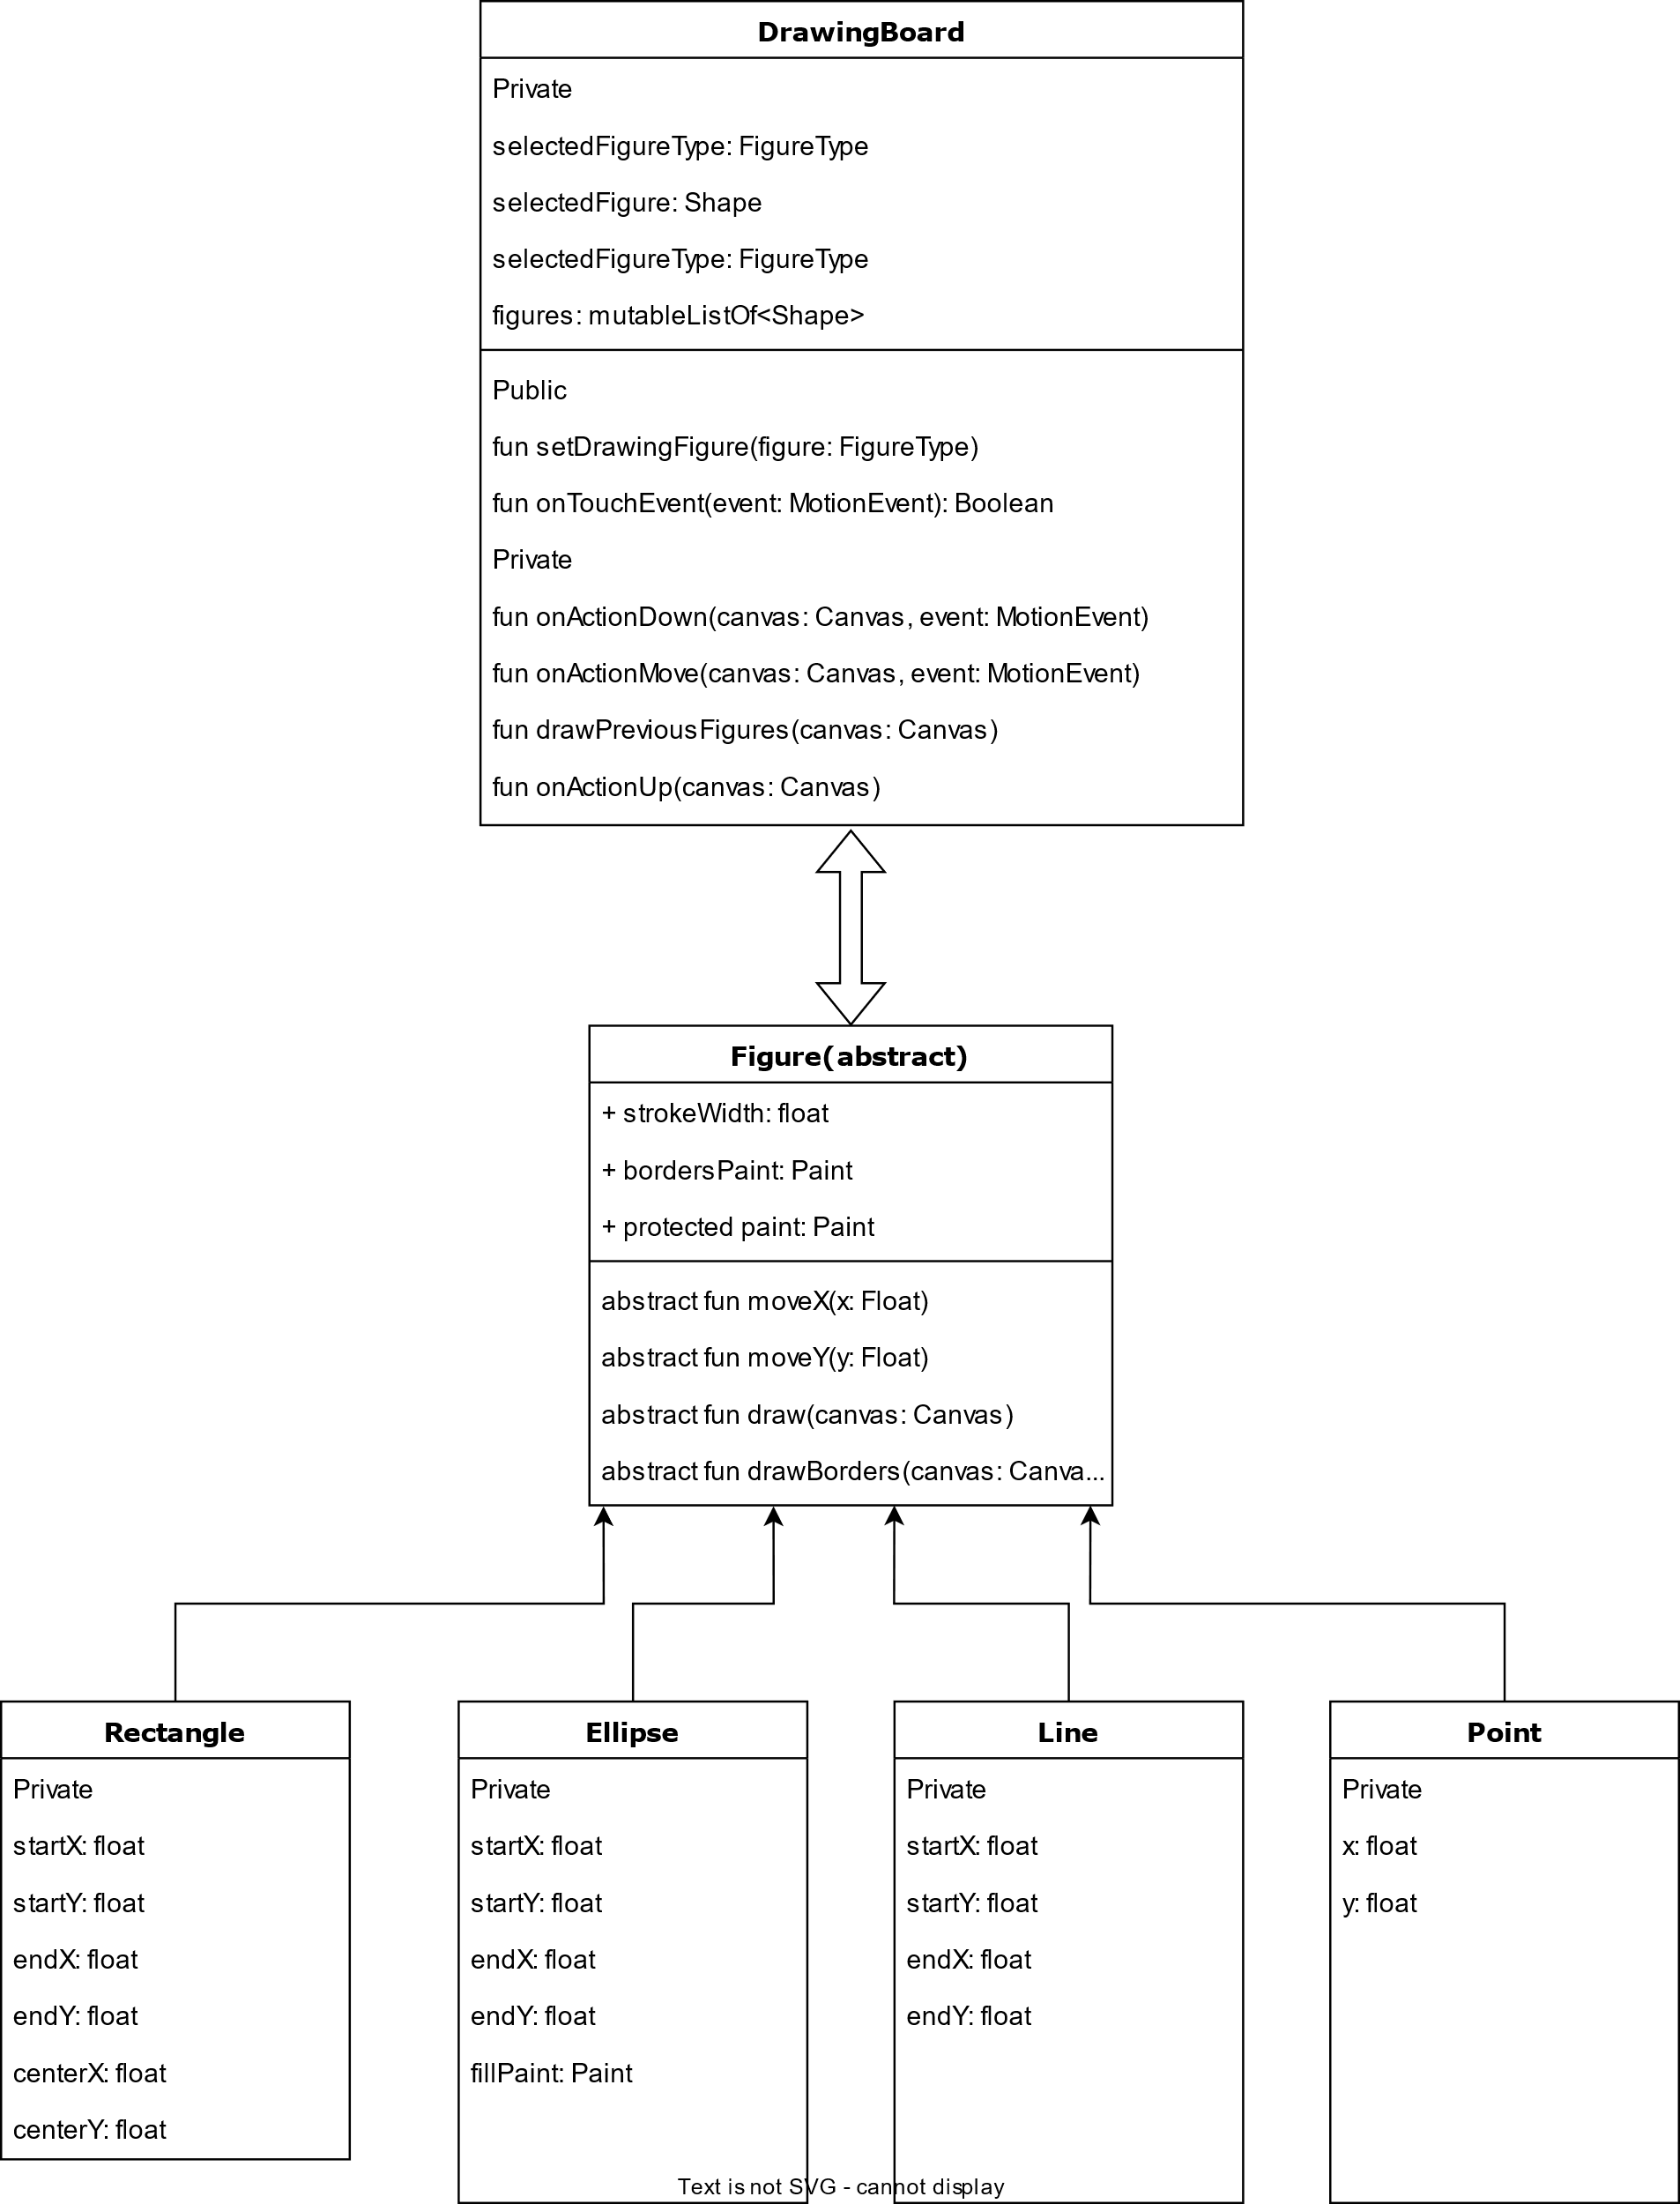 DrawingBoard
Private
selectedFigureType: FigureType
selectedFigure: Shape
selectedFigureType: FigureType
figures: mutableListOf<Shape>
Public
fun setDrawingFigure(figure: FigureType)
fun onTouchEvent(event: MotionEvent): Boolean
Private
fun onActionDown(canvas: Canvas, event: MotionEvent)
fun onActionMove(canvas: Canvas, event: MotionEvent)
fun drawPreviousFigures(canvas: Canvas)
fun onActionUp(canvas: Canvas)
Figure(abstract)
+ strokeWidth: float
+ bordersPaint: Paint
+ protected paint: Paint
abstract fun moveX(x: Float)
abstract fun moveY(y: Float)
abstract fun draw(canvas: Canvas)
abstract fun drawBorders(canvas: Canva...
Rectangle
Private
startX: float
startY: float
endX: float
endY: float
centerX: float
centerY: float
Ellipse
Private
startX: float
startY: float
endX: float
endY: float
fillPaint: Paint
Line
Private
startX: float
startY: float
endX: float
endY: float
Point
Private
x: float
y: float
Text is not SVG - cannot display